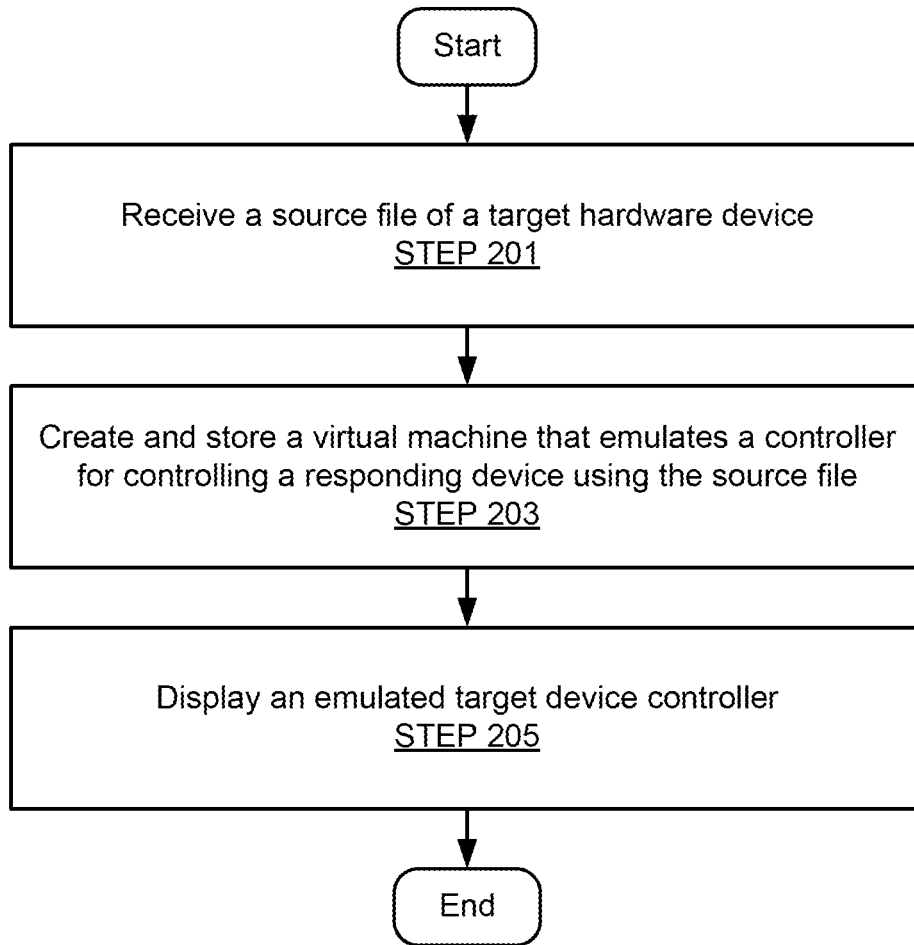 Start
Receive a source file of a target hardware device
STEP 201
Create and store a virtual machine that emulates a controller
for controlling a responding device using the source file
STEP 203
Display an emulated target device controller
STEP 205
End